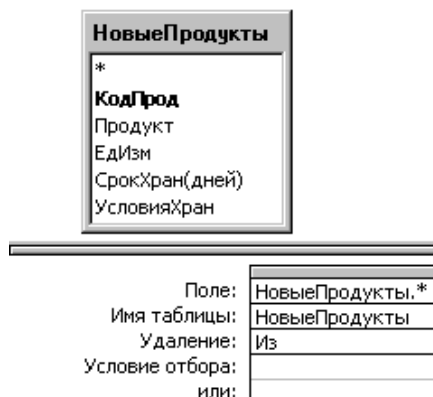 НовыеПродукты
*
КодПрод
Продукт
ЕдИзм
СрокХран(дней)
УсловияХран
Поле: НовыеПродукты.*
Имя таблицы: НовыеПродукты
Удаление: Из
Условие отбора:
или: